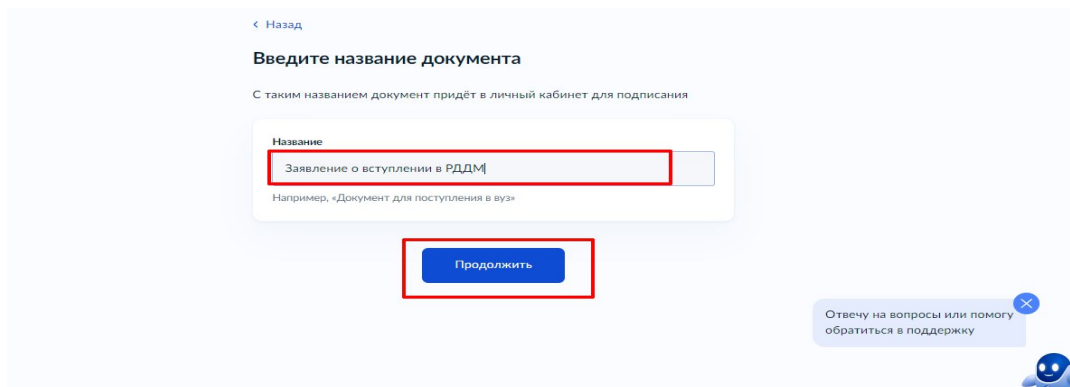 Назад
Введите название документа
С таким названием документ придёт в личный кабинет для подписания
Название
Заявление о вступлении в РДДМ
Например, «Документ для поступления в вуз»
Продолжить
Отвечу на вопросы или помогу
обратиться в поддержку